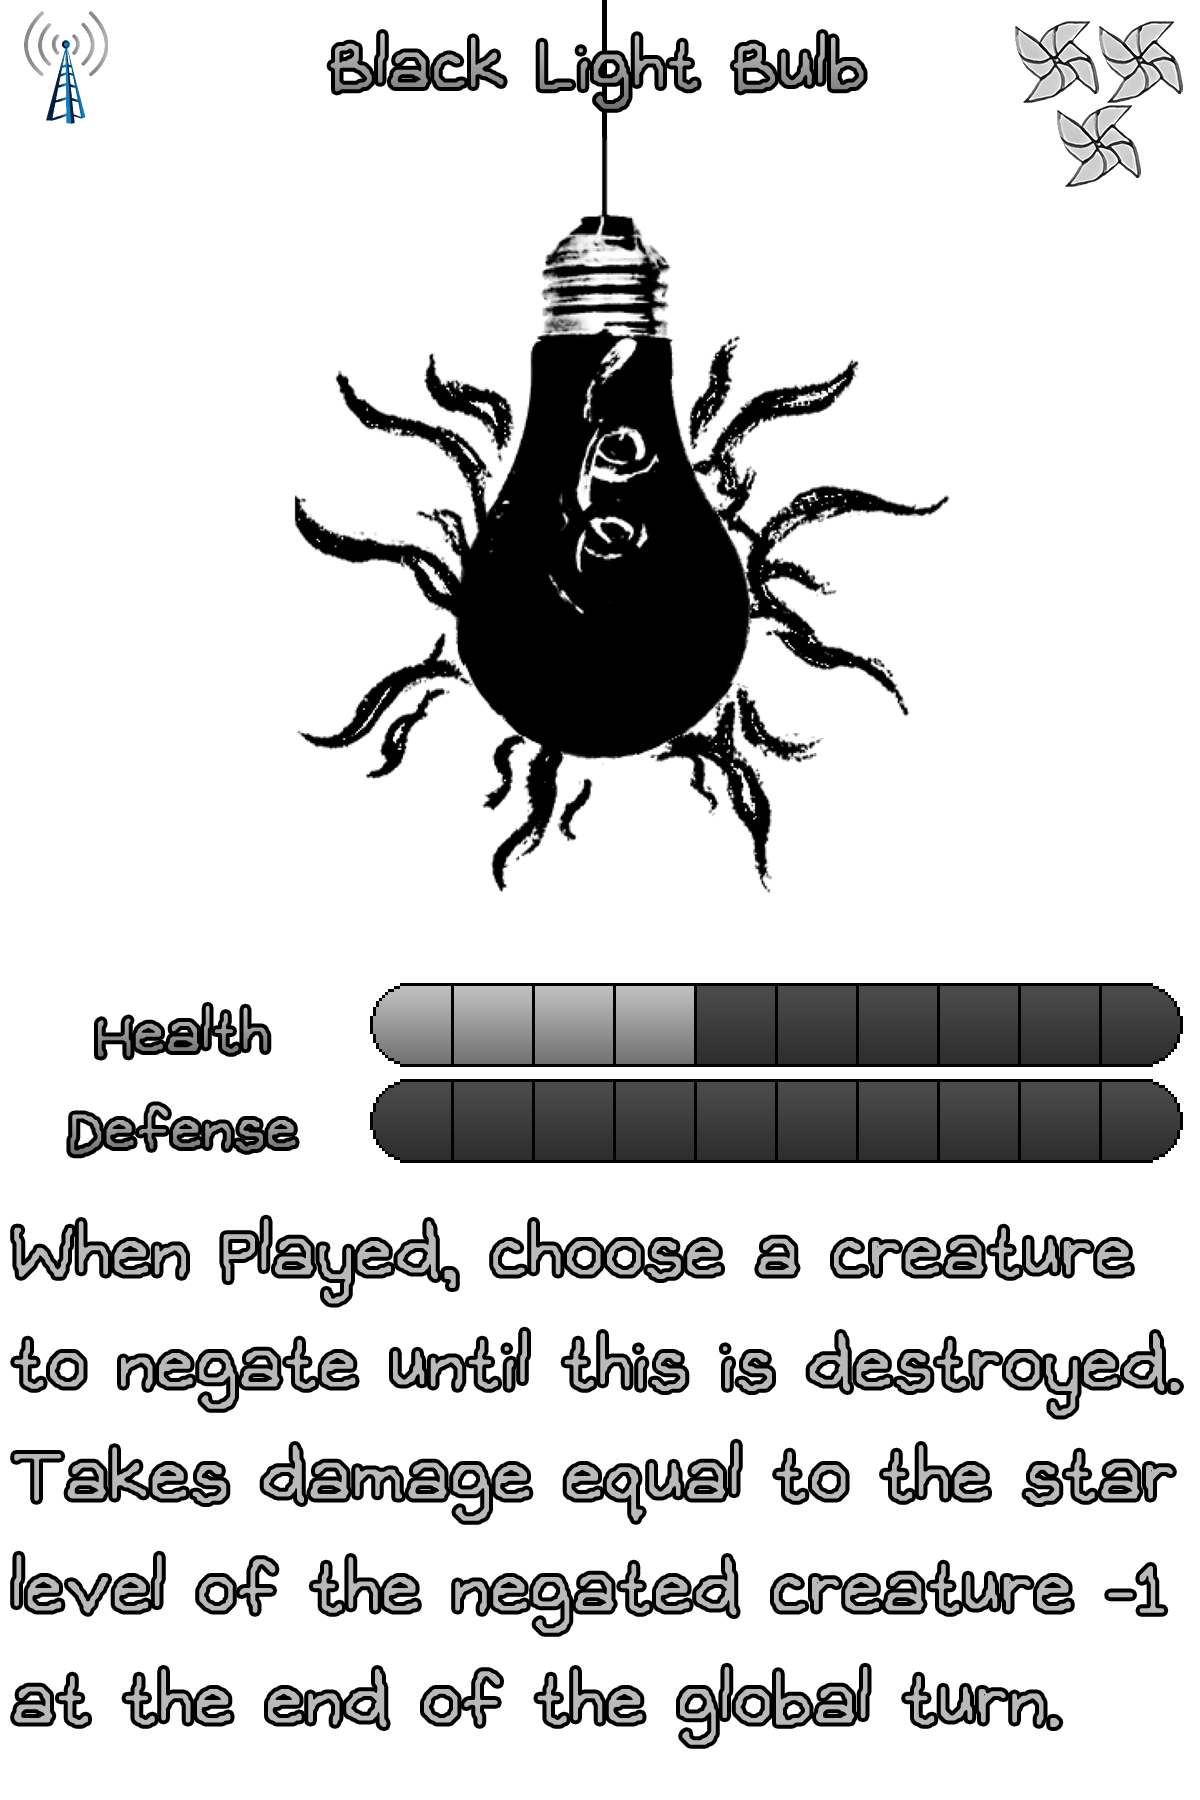 Black Light Bulb
Health
Defense
When Played, choose a creature
to negate until this is destroyed.
Takes damage equal to the star
level of the negated creature -1
at the end of the global turn.